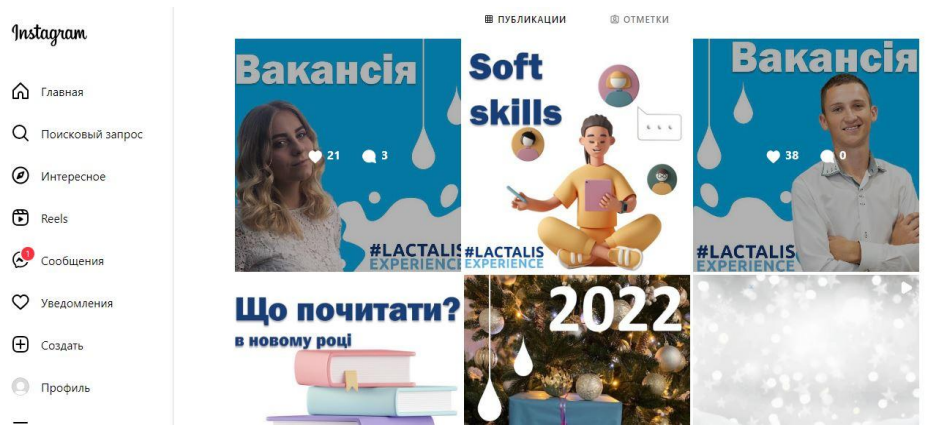 Instagram
Главная
Поисковый запрос
Интересное
Reels
1
Сообщения
Уведомления
Создать
Профиль
ПУБЛИКАЦИИ
ОТМЕТКИ
Вакансія
21
3
#LACTALIS
EXPERIENCE
Soft
skills
#LACTALIS
EXPERIENCE
Вакансія
38
0
#LACTALIS
EXPERIENCE
Що почитати?
в новому році
2022